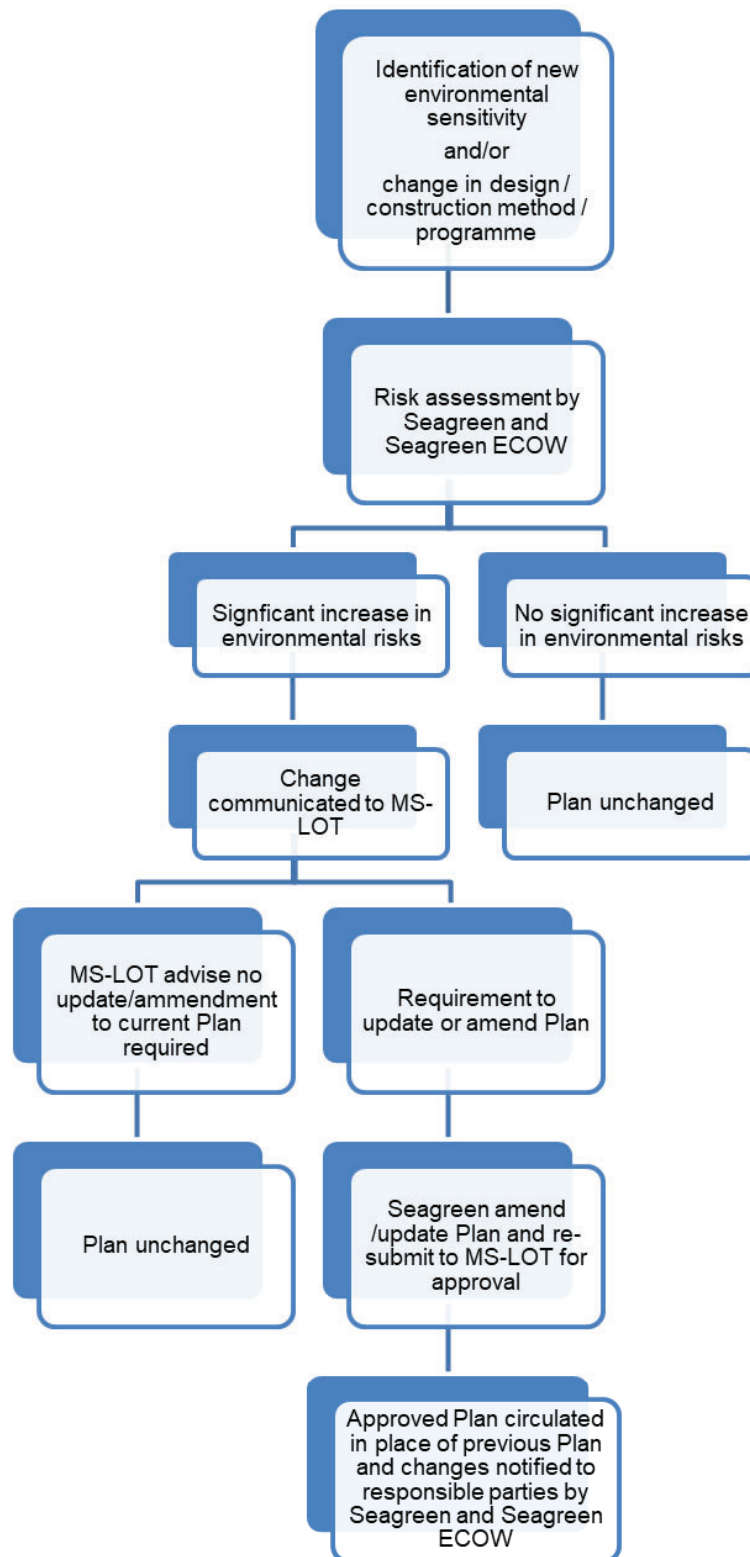 Identification of new
environmental
sensitivity
and/or
change in design /
construction method /
programme
Risk assessment by
Seagreen and
Seagreen ECOW
Signficant increase in
environmental risks
No significant increase
in environmental risks
Change
communicated to MS-
LOT
Plan unchanged
MS-LOT advise no
update/ammendment
to current Plan
required
Requirement to
update or amend Plan
Plan unchanged
Seagreen amend
/update Plan and re-
submit to MS-LOT for
approval
Approved Plan circulated
in place of previous Plan
and changes notified to
responsible parties by
Seagreen and Seagreen
ECOW